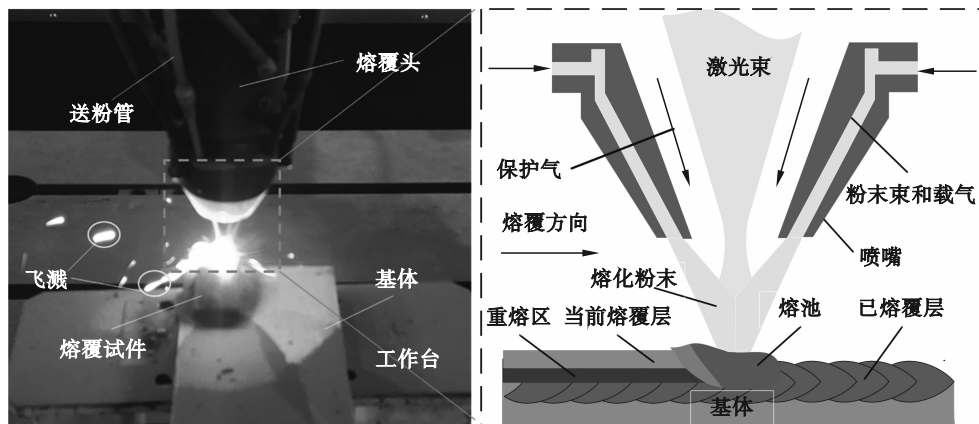 熔覆头
送粉管
飞溅
基体
熔覆试件
工作台
激光束
保护气
粉末束和载气
熔覆方向
喷嘴
熔化粉末
重熔区
当前熔覆层
熔池
已熔覆层
基体